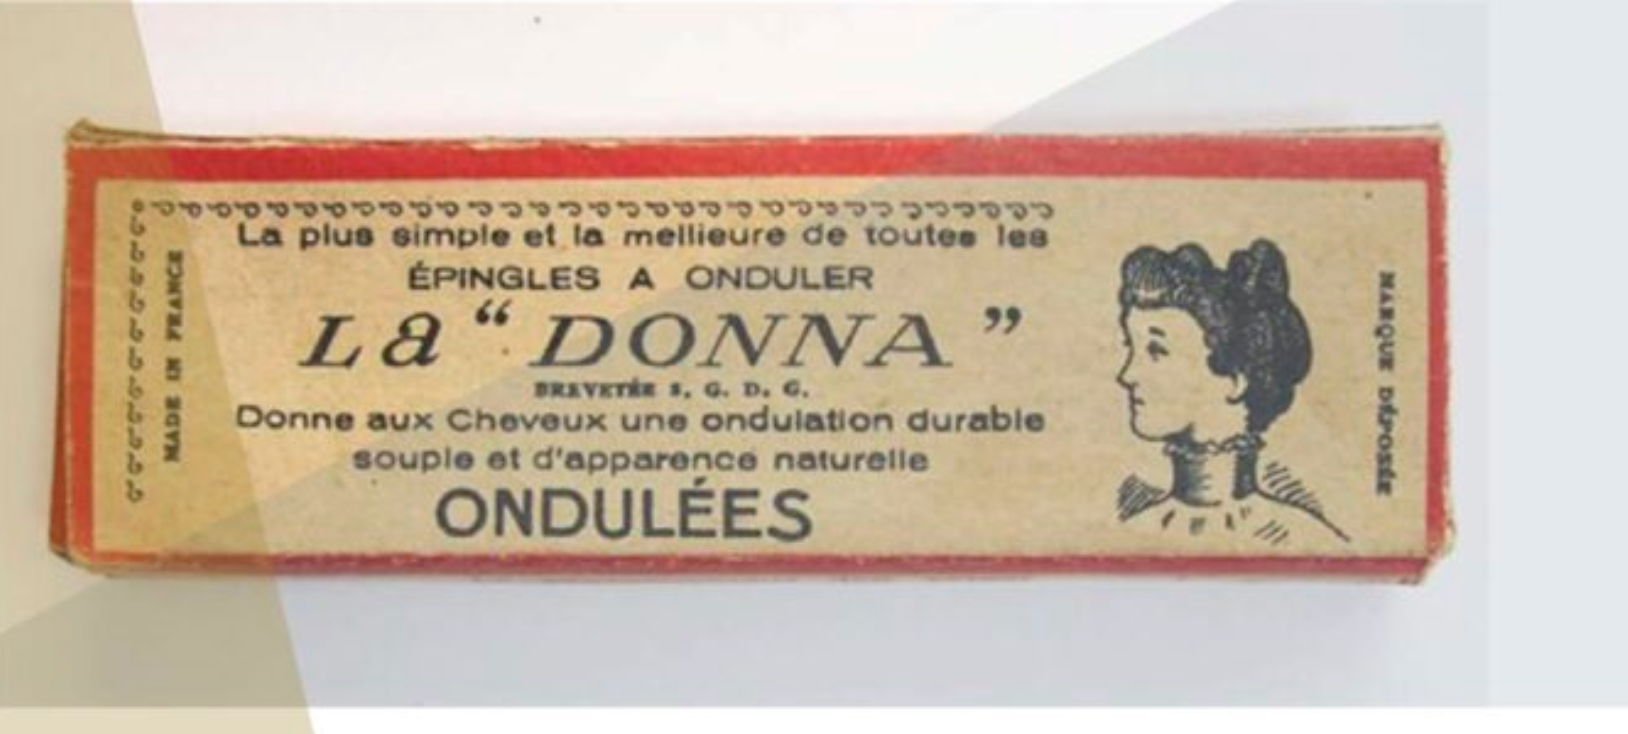 La plus simple et la mellieure de toutes les
ÉPINGLES A ONDULER
La “DONNA”
BREVETÉE S. G. D. G.
Donne aux Cheveux une ondulation durable
souple et d'apparence naturelle
ONDULÉES
MADE IN FRANCE
MARQUE DÉPOSÉE